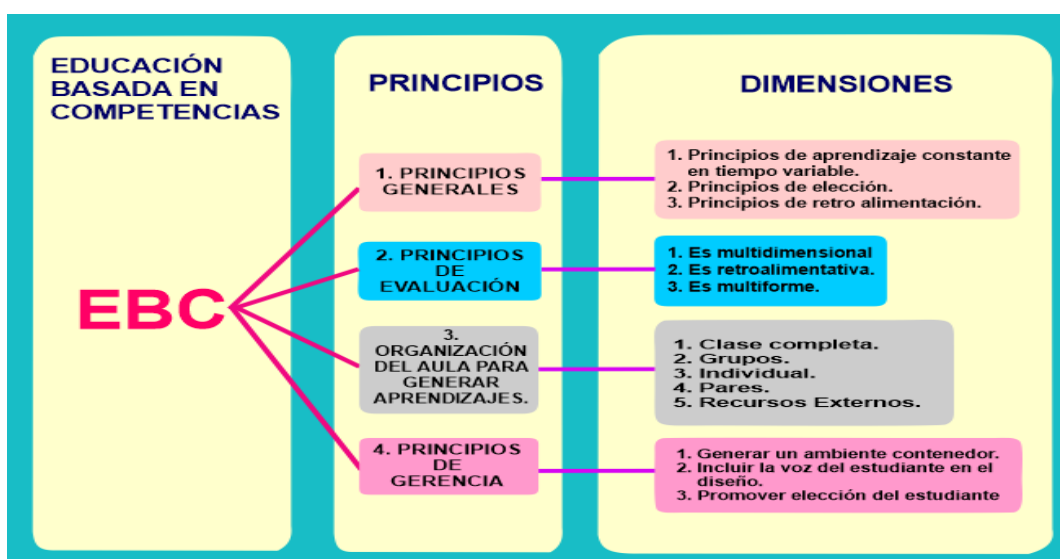 EDUCACIÓN
BASADA EN
COMPETENCIAS
EBC
PRINCIPIOS
1. PRINCIPIOS
GENERALES
2. PRINCIPIOS
DE
EVALUACIÓN
3.
ORGANIZACIÓN
DEL AULA PARA
GENERAR
APRENDIZAJES.
4. PRINCIPIOS
DE
GERENCIA
DIMENSIONES
1. Principios de aprendizaje constante
en tiempo variable.
2. Principios de elección.
3. Principios de retro alimentación.
1. Es multidimensional
2. Es retroalimentativa.
3. Es multiforme.
1. Clase completa.
2. Grupos.
3. Individual.
4. Pares.
5. Recursos Externos.
1. Generar un ambiente contenedor.
2. Incluir la voz del estudiante en el
diseño.
3. Promover elección del estudiante